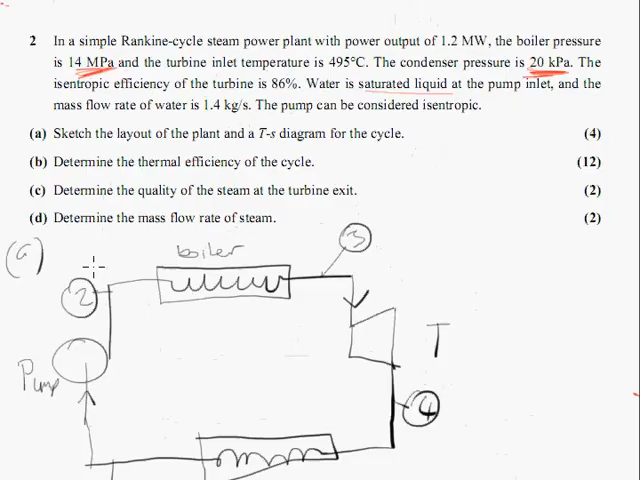 2 In a simple Rankine-cycle steam power plant with power output of 1.2 MW, the boiler pressure
is 14 MPa and the turbine inlet temperature is 495°C. The condenser pressure is 20 kPa. The
isentropic efficiency of the turbine is 86%. Water is saturated liquid at the pump inlet, and the
mass flow rate of water is 1.4 kg/s. The pump can be considered isentropic.
(a) Sketch the layout of the plant and a T-s diagram for the cycle. (4)
(b) Determine the thermal efficiency of the cycle. (12)
(c) Determine the quality of the steam at the turbine exit. (2)
(d) Determine the mass flow rate of steam. (2)
(a)
boiler
3
2
T
Pump
4